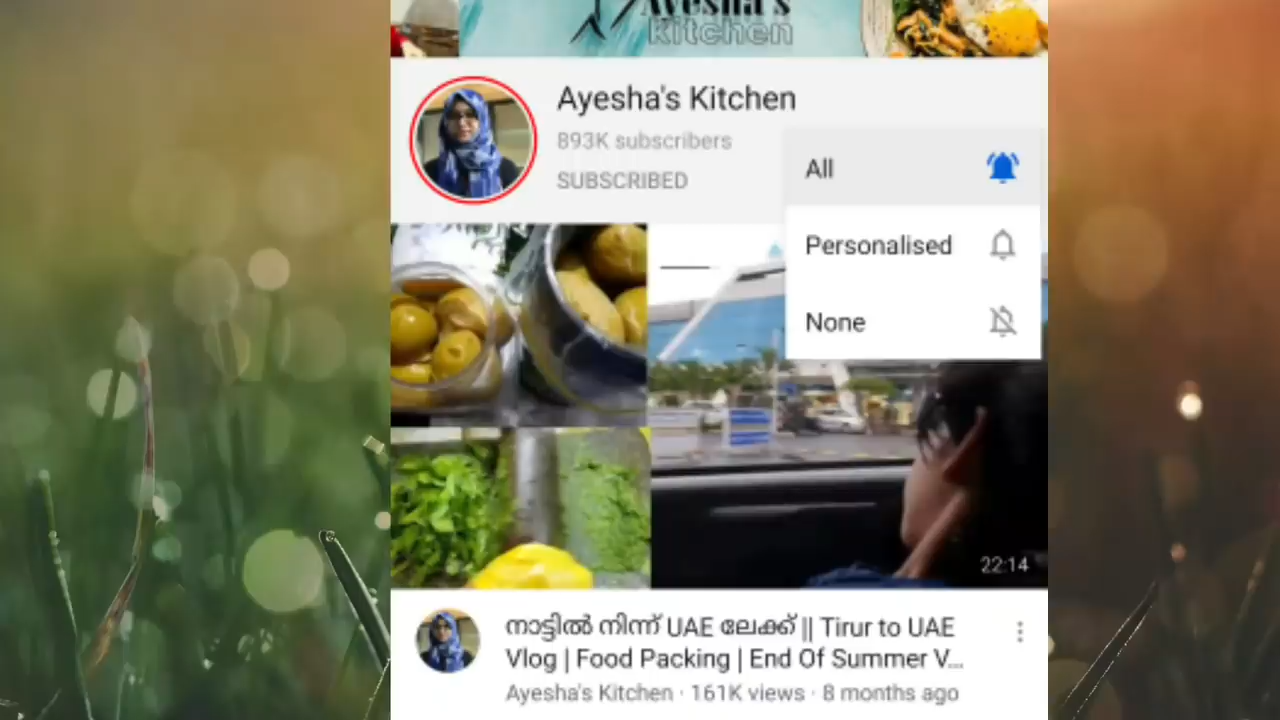 Ayesha's
kitchen
Ayesha's Kitchen
893K subscribers
SUBSCRIBED
All
Personalised
None
22:14
നാട്ടിൽ നിന്ന് UAE ലേക്ക് || Tirur to UAE
Vlog | Food Packing | End Of Summer V...
Ayesha's Kitchen · 161K views · 8 months ago